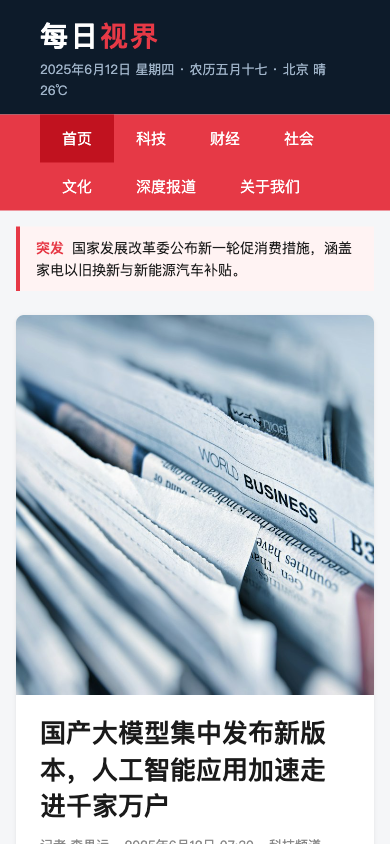 每日视界
2025年6月12日 星期四 · 农历五月十七 · 北京 晴
26℃
首页 科技 财经 社会
文化 深度报道 关于我们
突发 国家发展改革委公布新一轮促消费措施，涵盖
家电以旧换新与新能源汽车补贴。
WORLD BUSINESS B3
countries have
Gen
国产大模型集中发布新版
本，人工智能应用加速走
进千家万户